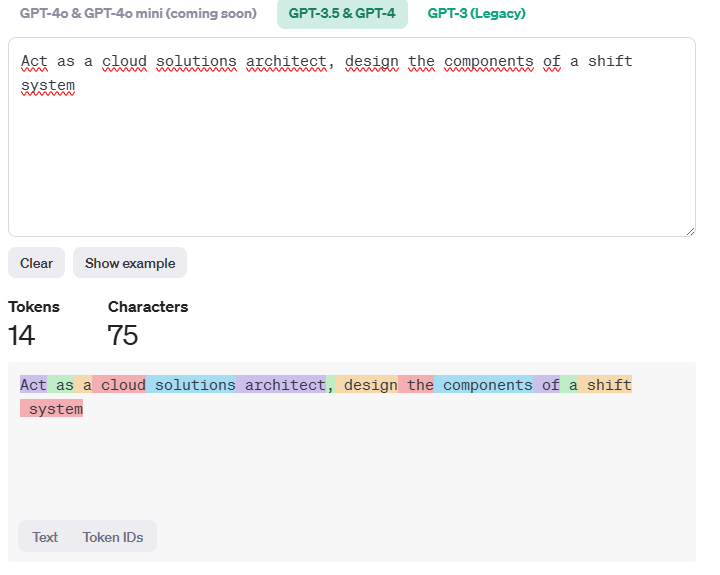 GPT-4o & GPT-4o mini (coming soon) GPT-3.5 & GPT-4 GPT-3 (Legacy)
Act as a cloud solutions architect, design the components of a shift
system
Clear Show example
Tokens Characters
14 75
Act as a cloud solutions architect, design the components of a shift
system
Text Token IDs